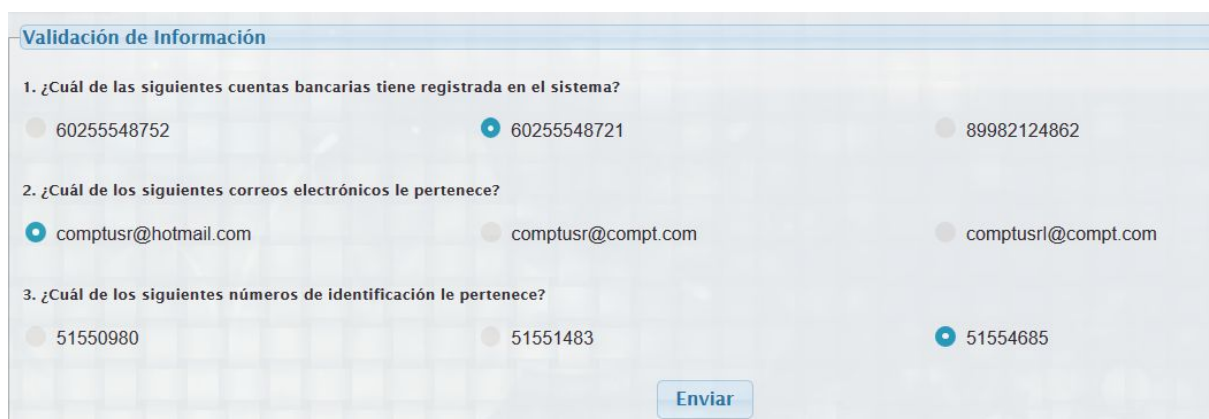 Validación de Información
1. ¿Cuál de las siguientes cuentas bancarias tiene registrada en el sistema?
60255548752 60255548721 89982124862
2. ¿Cuál de los siguientes correos electrónicos le pertenece?
comptusr@hotmail.com comptusr@compt.com comptusrl@compt.com
3. ¿Cuál de los siguientes números de identificación le pertenece?
51550980 51551483 51554685
Enviar